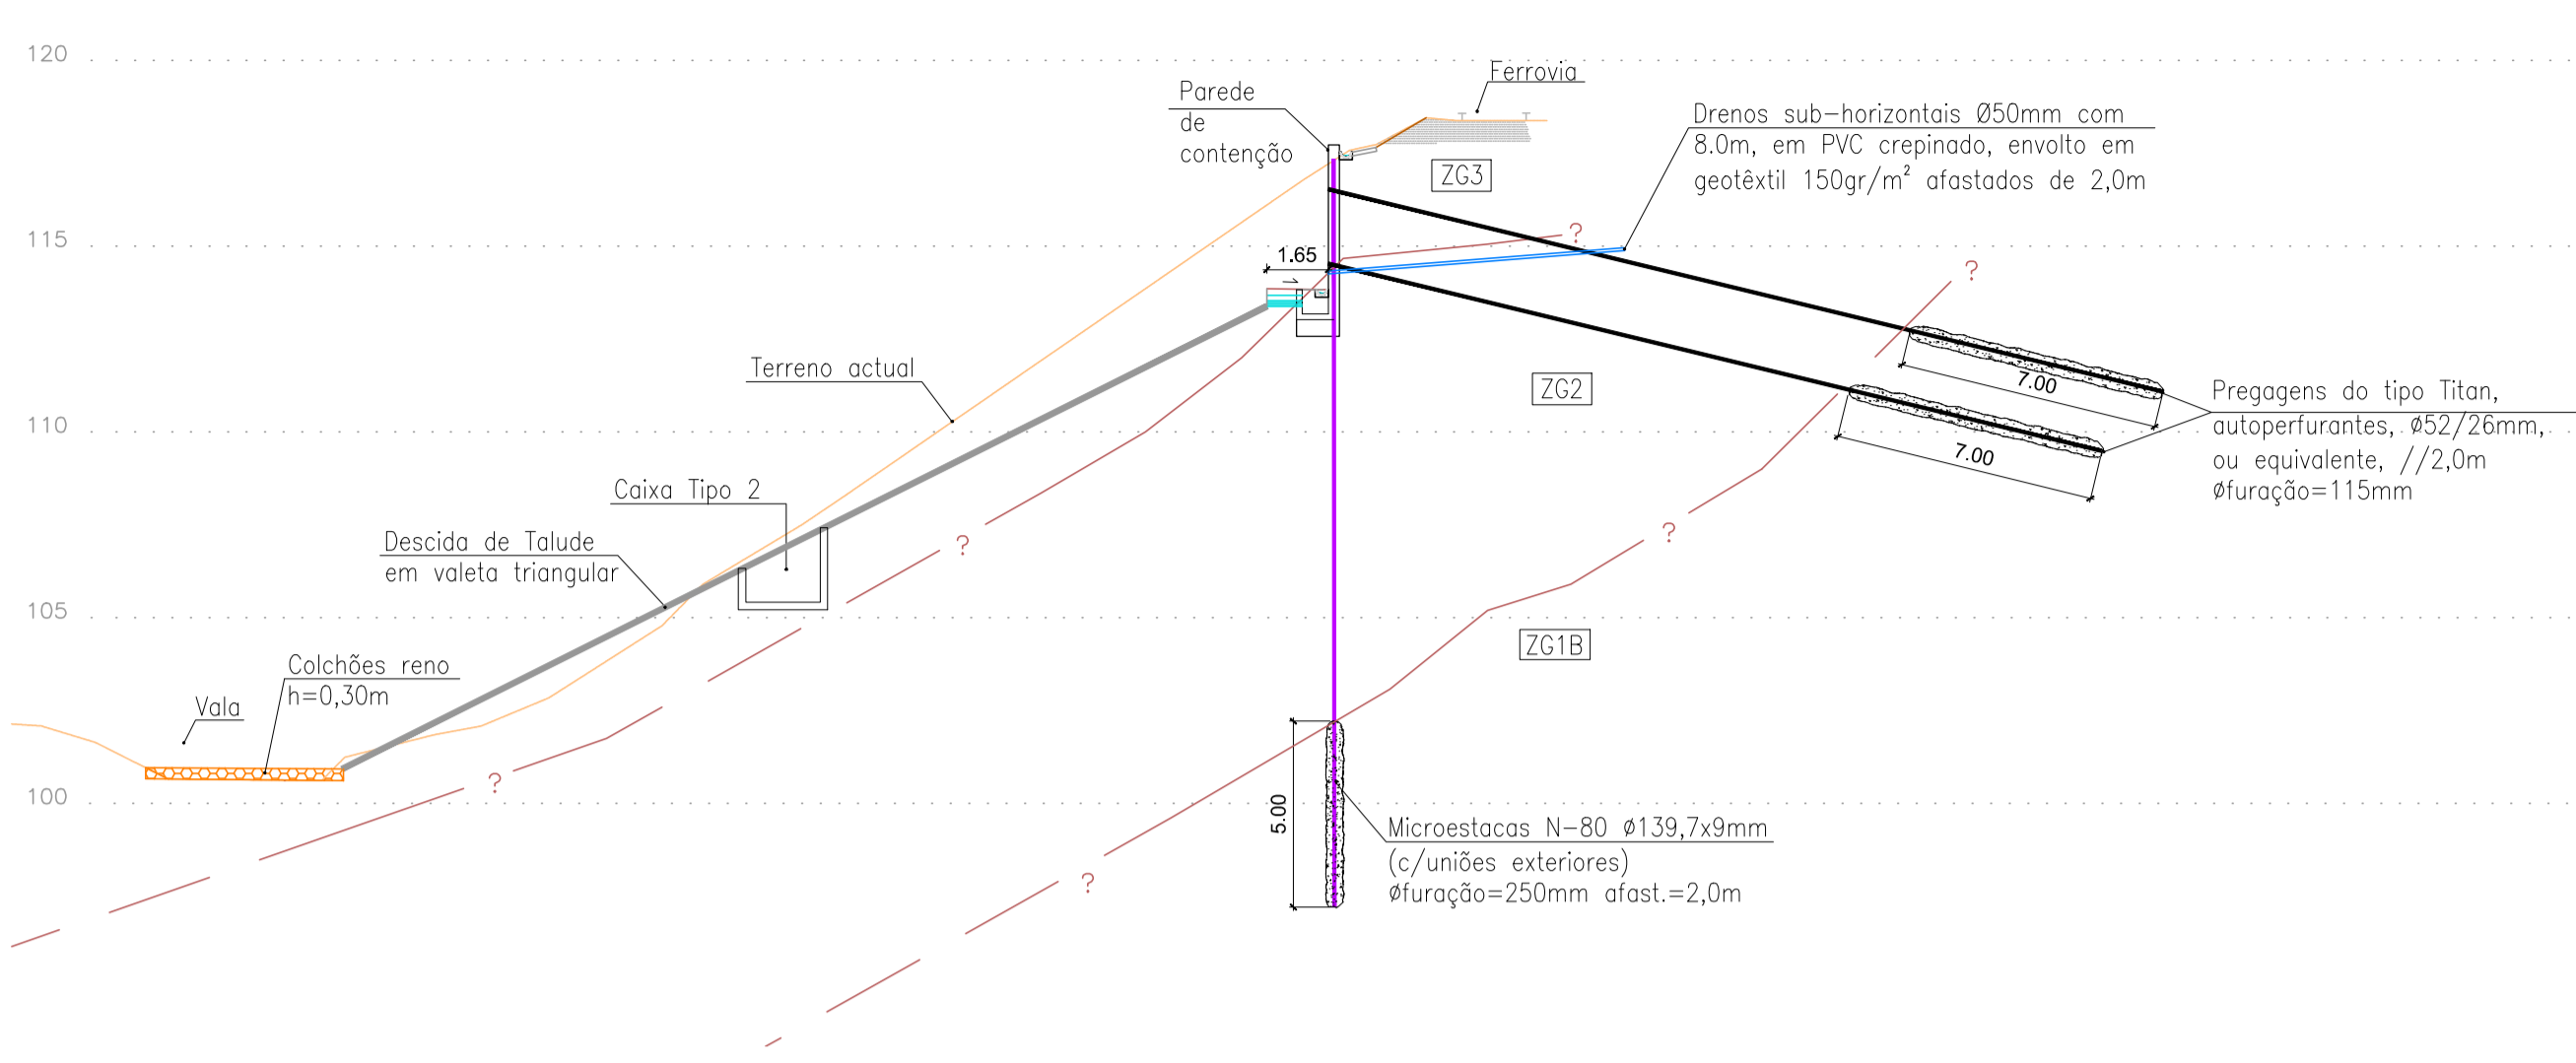 120
Ferrovia
Parede
de
contenção
Drenos sub-horizontais Ø50mm com
8.0m, em PVC crepinado, envolto em
geotêxtil 150gr/m² afastados de 2,0m
ZG3
115
?
1.65
?
Terreno actual
ZG2
7.00
Pregagens do tipo Titan,
autoperfurantes, Ø52/26mm,
ou equivalente, //2,0m
Øfuração=115mm
110
7.00
Caixa Tipo 2
?
?
Descida de Talude
em valeta triangular
105
ZG1B
Colchões reno
h=0,30m
Vala
?
100
5.00
Microestacas N-80 Ø139,7x9mm
(c/uniões exteriores)
Øfuração=250mm afast.=2,0m
?